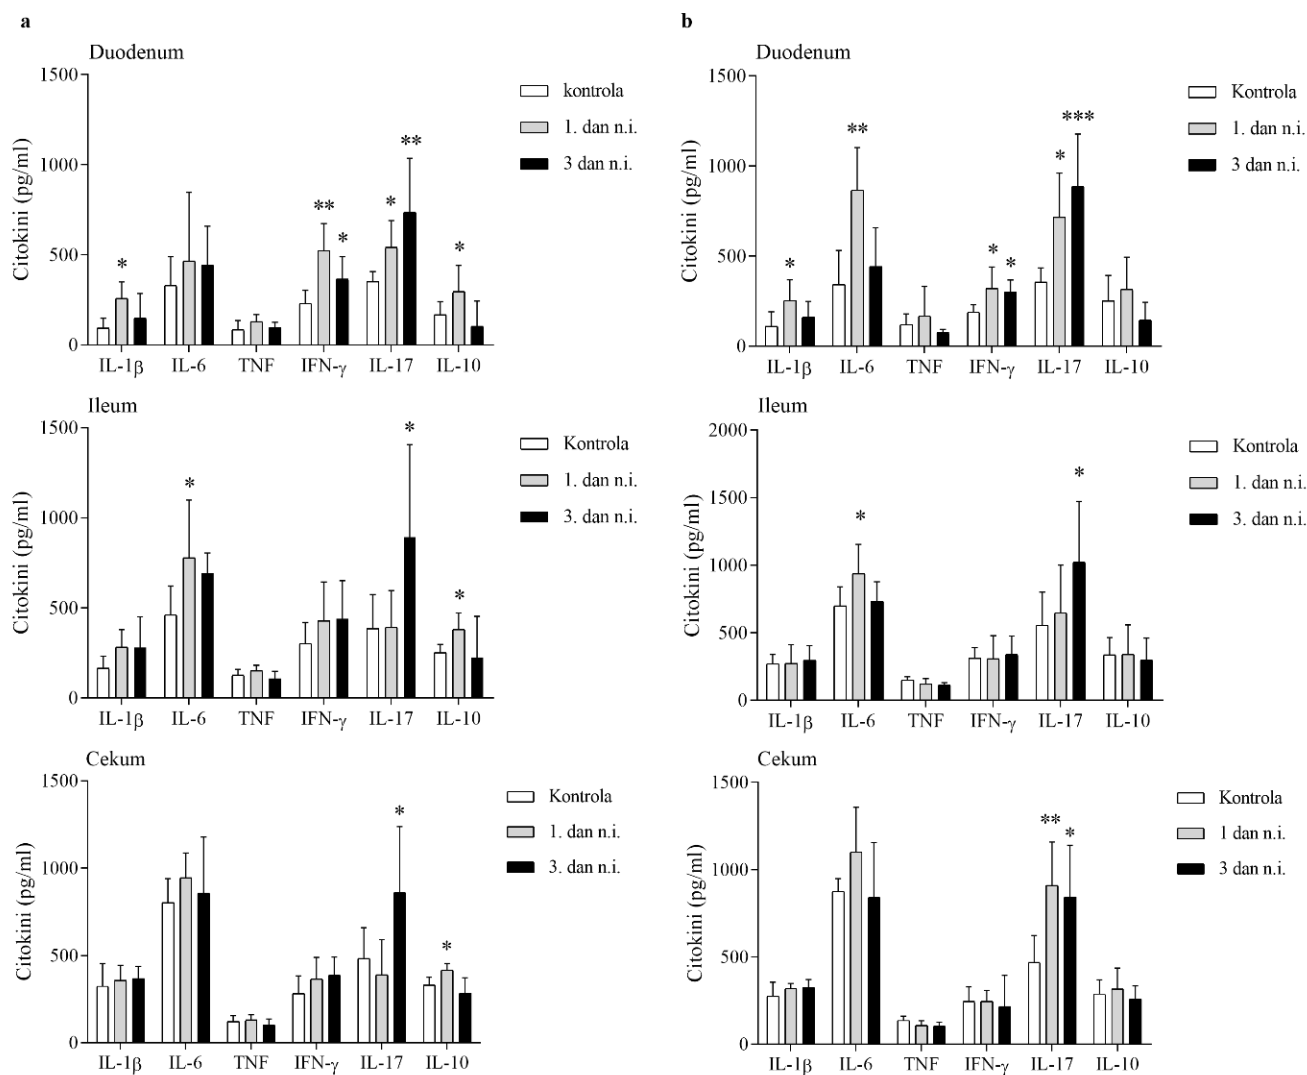 a
Duodenum
1500
1000
500
0
Citokini (pg/ml)
kontrola
1. dan n.i.
3 dan n.i.
*
**
*
*
**
*
IL-1β IL-6 TNF IFN-γ IL-17 IL-10
Ileum
1500
1000
500
0
Citokini (pg/ml)
Kontrola
1. dan n.i.
3. dan n.i.
*
*
*
IL-1β IL-6 TNF IFN-γ IL-17 IL-10
Cekum
1500
1000
500
0
Citokini (pg/ml)
Kontrola
1. dan n.i.
3. dan n.i.
*
*
IL-1β IL-6 TNF IFN-γ IL-17 IL-10
b
Duodenum
1500
1000
500
0
Citokini (pg/ml)
Kontrola
1. dan n.i.
3 dan n.i.
*
**
*
*
*
***
IL-1β IL-6 TNF IFN-γ IL-17 IL-10
Ileum
2000
1500
1000
500
0
Citokini (pg/ml)
Kontrola
1. dan n.i.
3. dan n.i.
*
*
IL-1β IL-6 TNF IFN-γ IL-17 IL-10
Cekum
1500
1000
500
0
Citokini (pg/ml)
Kontrola
1 dan n.i.
3 dan n.i.
**
*
IL-1β IL-6 TNF IFN-γ IL-17 IL-10